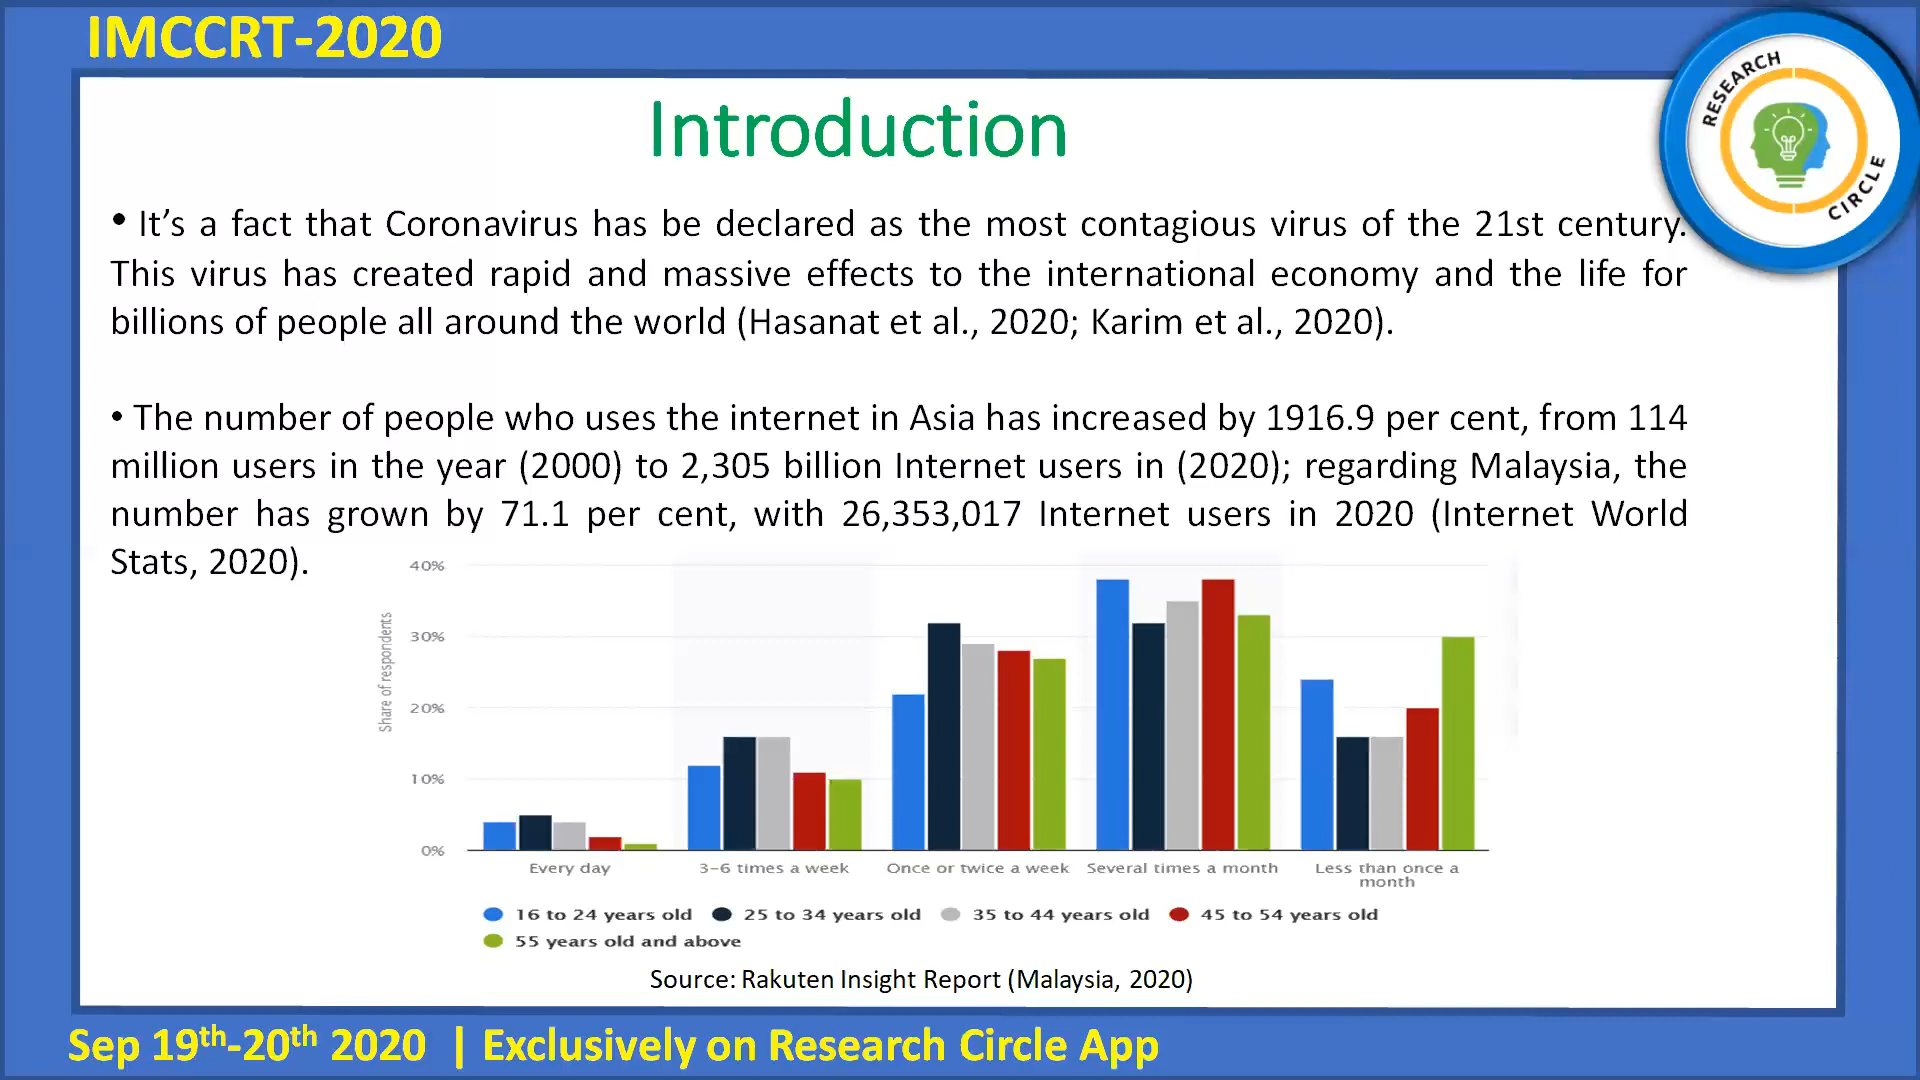 IMCCRT-2020
RESEARCH
CIRCLE
Introduction
• It’s a fact that Coronavirus has be declared as the most contagious virus of the 21st century.
This virus has created rapid and massive effects to the international economy and the life for
billions of people all around the world (Hasanat et al., 2020; Karim et al., 2020).
• The number of people who uses the internet in Asia has increased by 1916.9 per cent, from 114
million users in the year (2000) to 2,305 billion Internet users in (2020); regarding Malaysia, the
number has grown by 71.1 per cent, with 26,353,017 Internet users in 2020 (Internet World
Stats, 2020).
Share of respondents
40%
30%
20%
10%
0%
Every day
3–6 times a week
Once or twice a week
Several times a month
Less than once a
month
16 to 24 years old
25 to 34 years old
35 to 44 years old
45 to 54 years old
55 years old and above
Source: Rakuten Insight Report (Malaysia, 2020)
Sep 19th-20th 2020 | Exclusively on Research Circle App